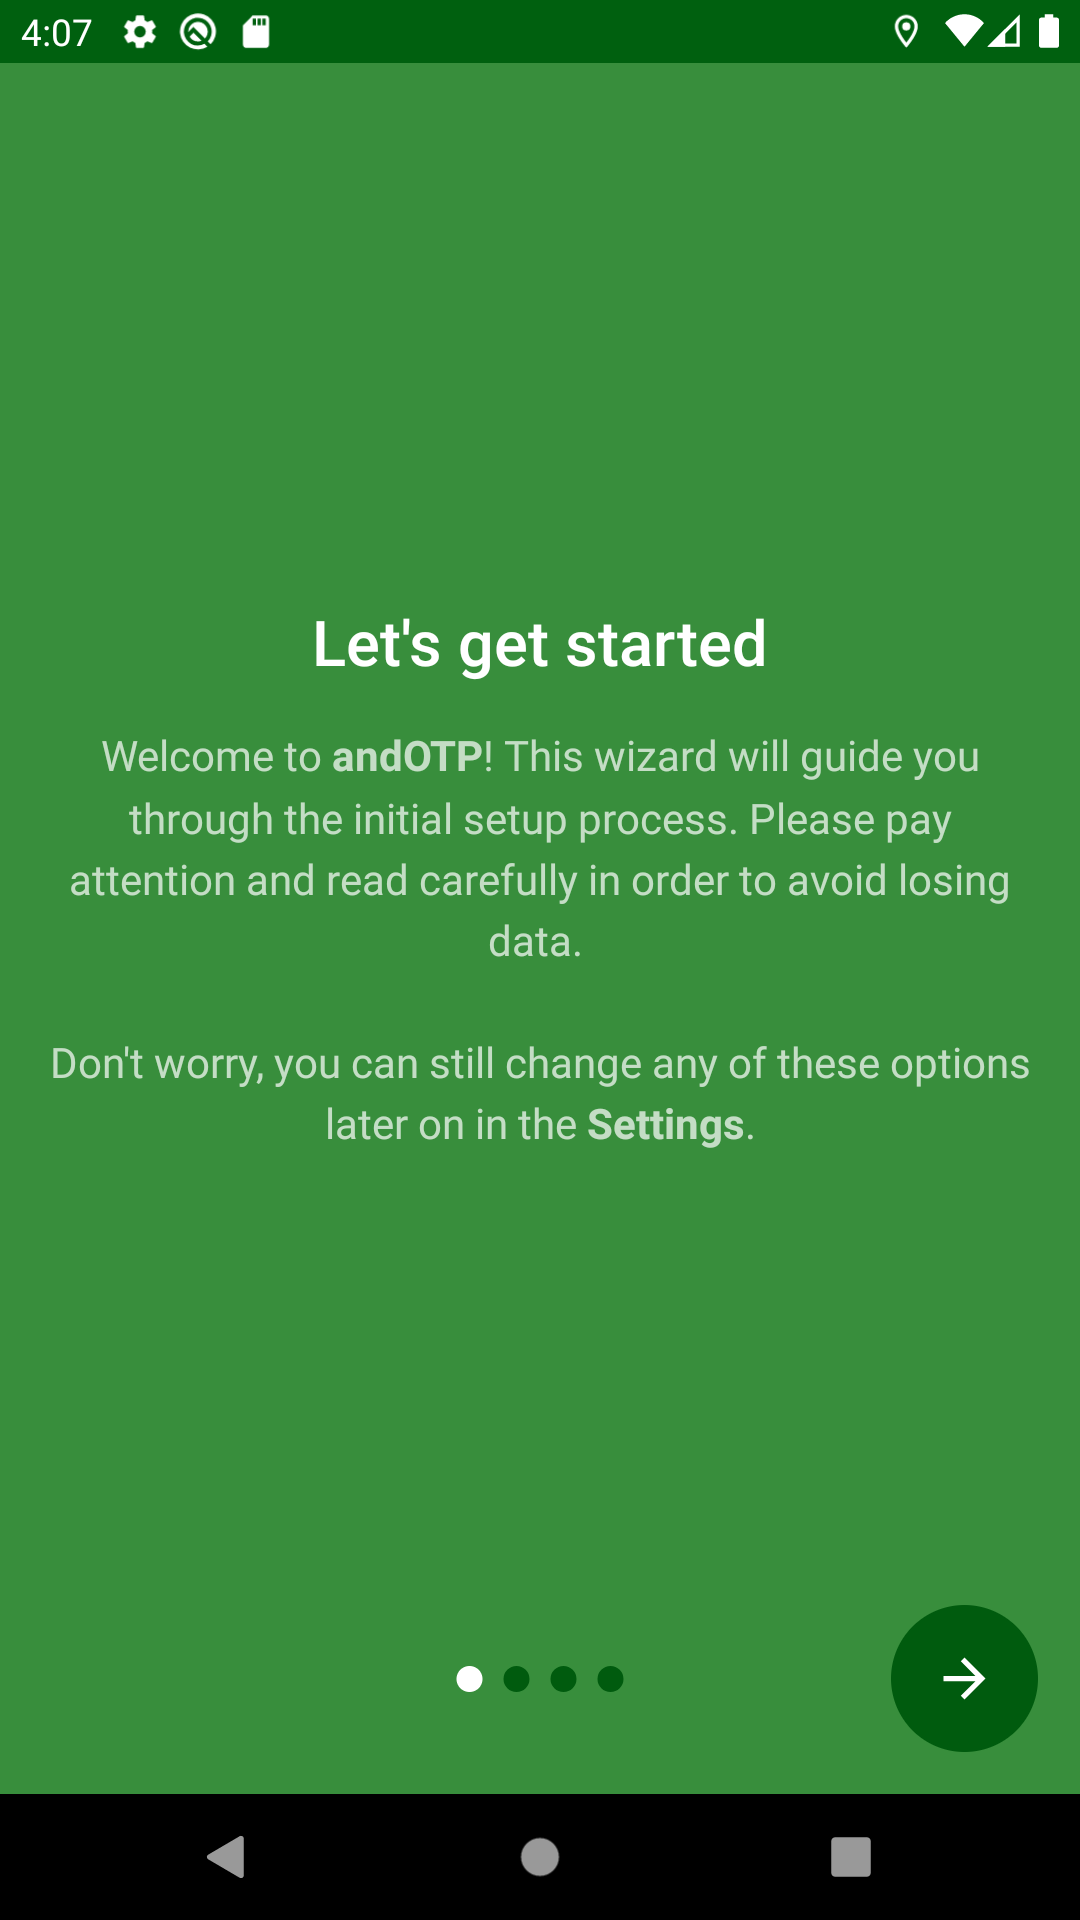 4:07
Let's get started
Welcome to andOTP! This wizard will guide you
through the initial setup process. Please pay
attention and read carefully in order to avoid losing
data.
Don't worry, you can still change any of these options
later on in the Settings.